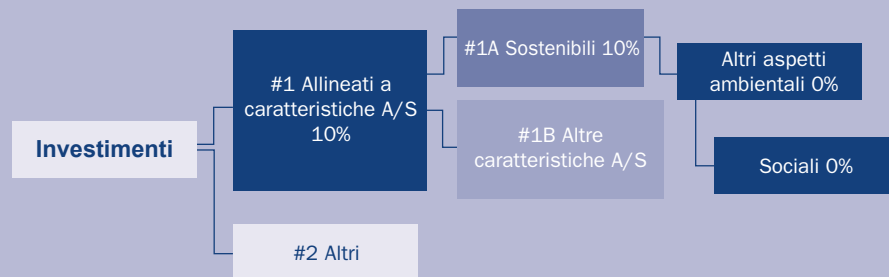 Investimenti
#1 Allineati a
caratteristiche A/S
10%
#2 Altri
#1A Sostenibili 10%
#1B Altre
caratteristiche A/S
Altri aspetti
ambientali 0%
Sociali 0%